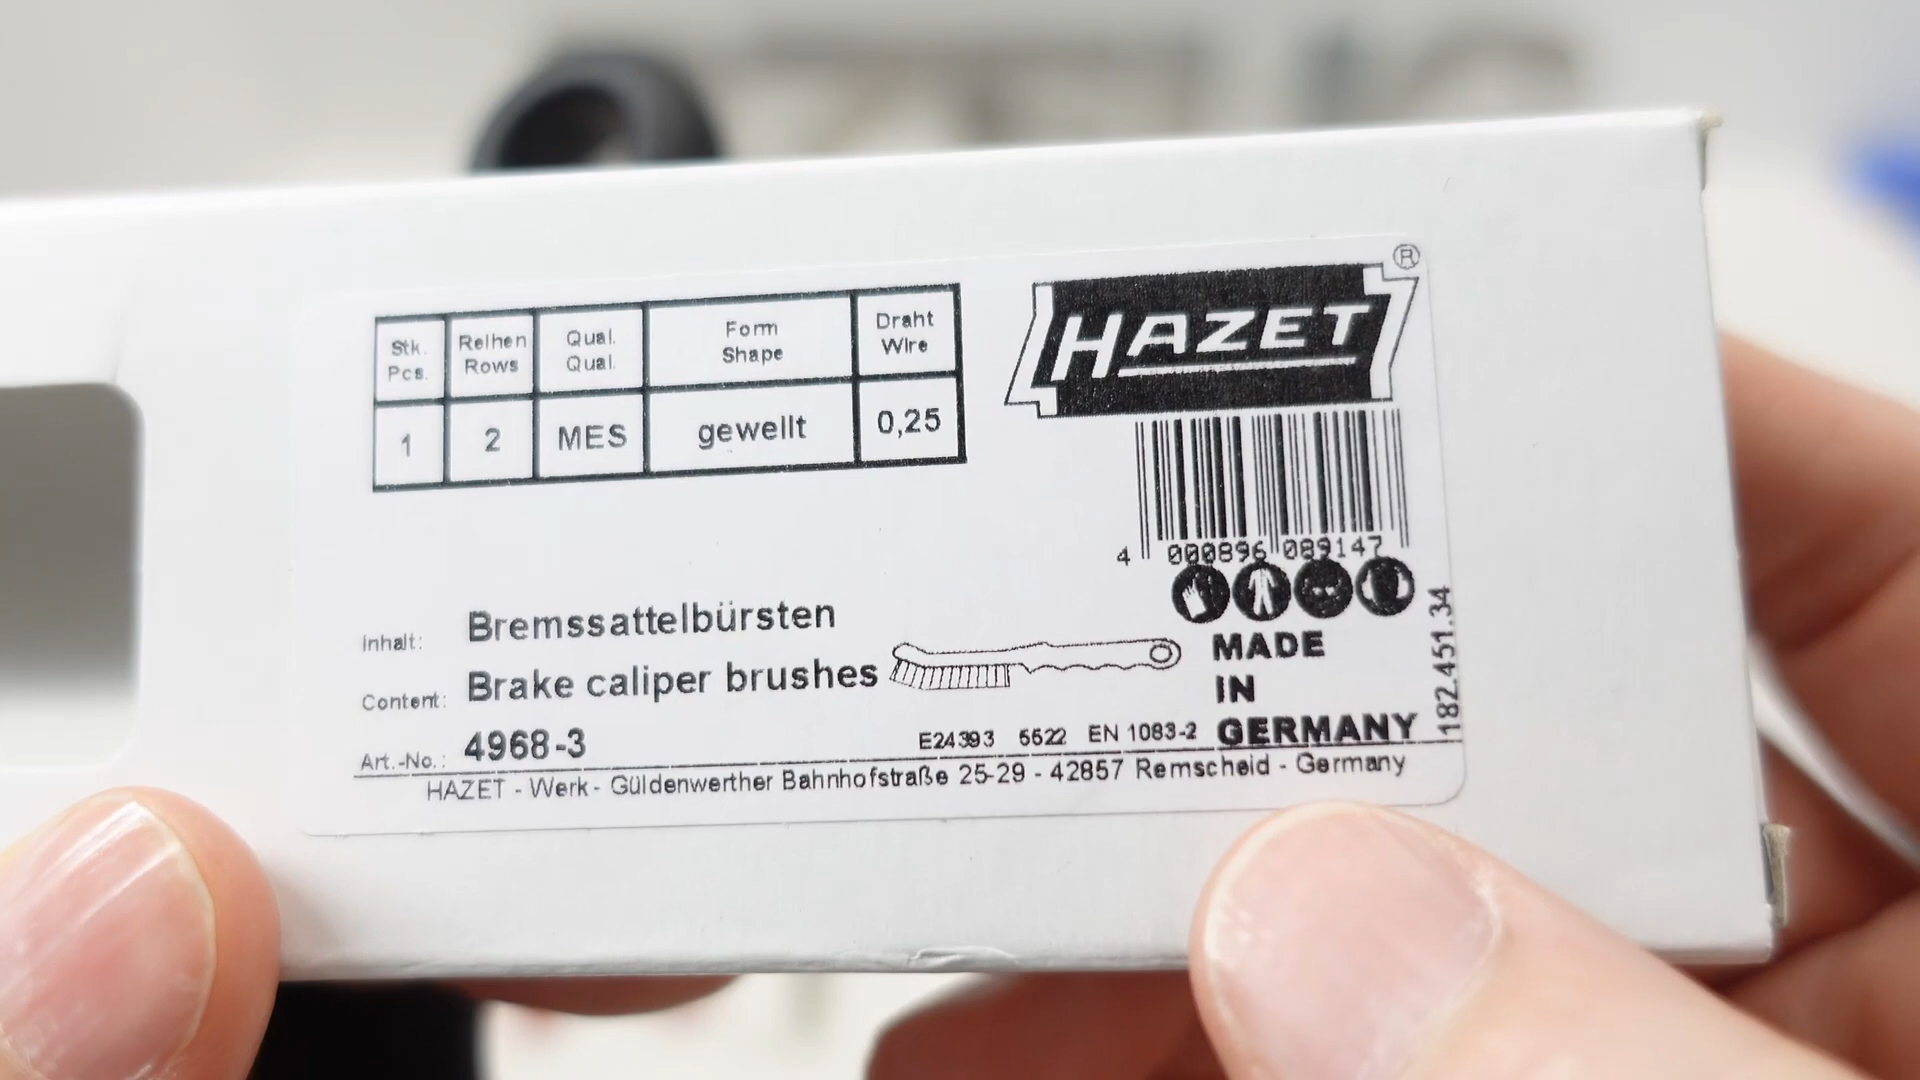 Stk. Reihen Qual. Form Draht
Pcs. Rows Qual. Shape Wire
1 2 MES gewellt 0,25
HAZET®
4 000896 089147
Inhalt: Bremssattelbürsten
Content: Brake caliper brushes
Art.-No.: 4968-3
E24393 5522 EN 1083-2
MADE
IN
GERMANY
182.451.34
HAZET - Werk - Güldenwerther Bahnhofstraße 25-29 - 42857 Remscheid - Germany